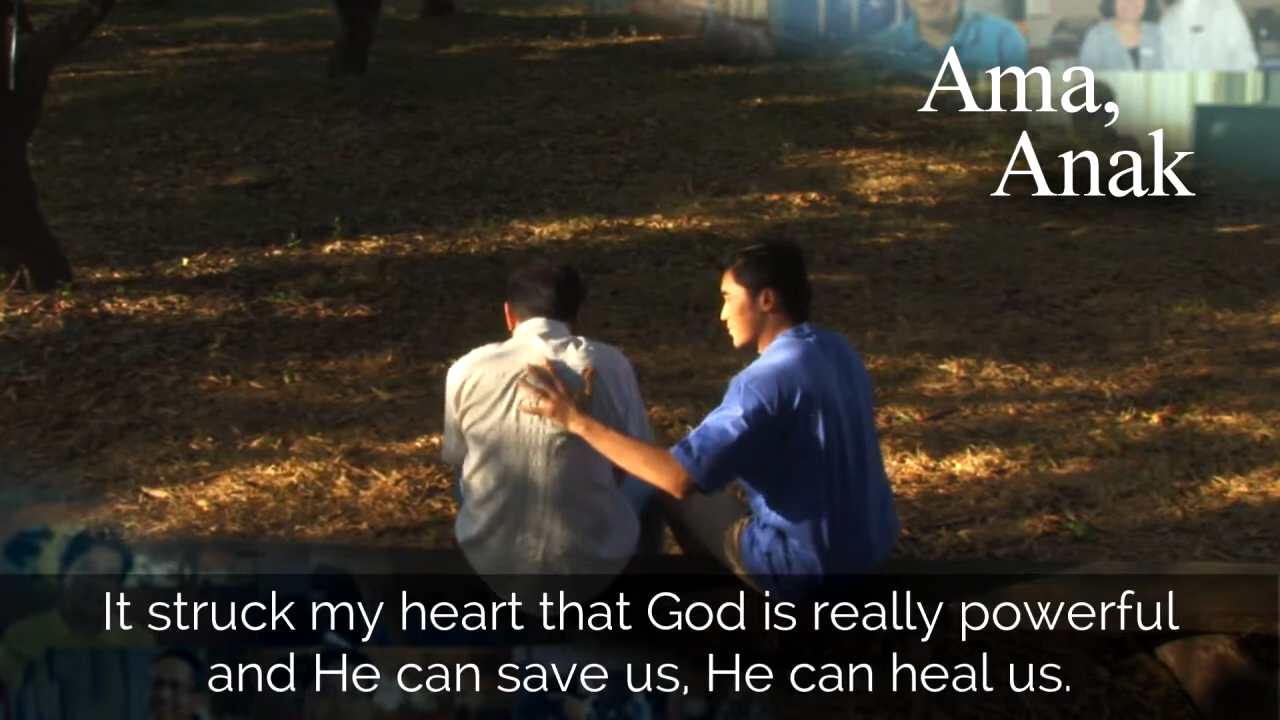 Ama,
Anak
It struck my heart that God is really powerful
and He can save us, He can heal us.